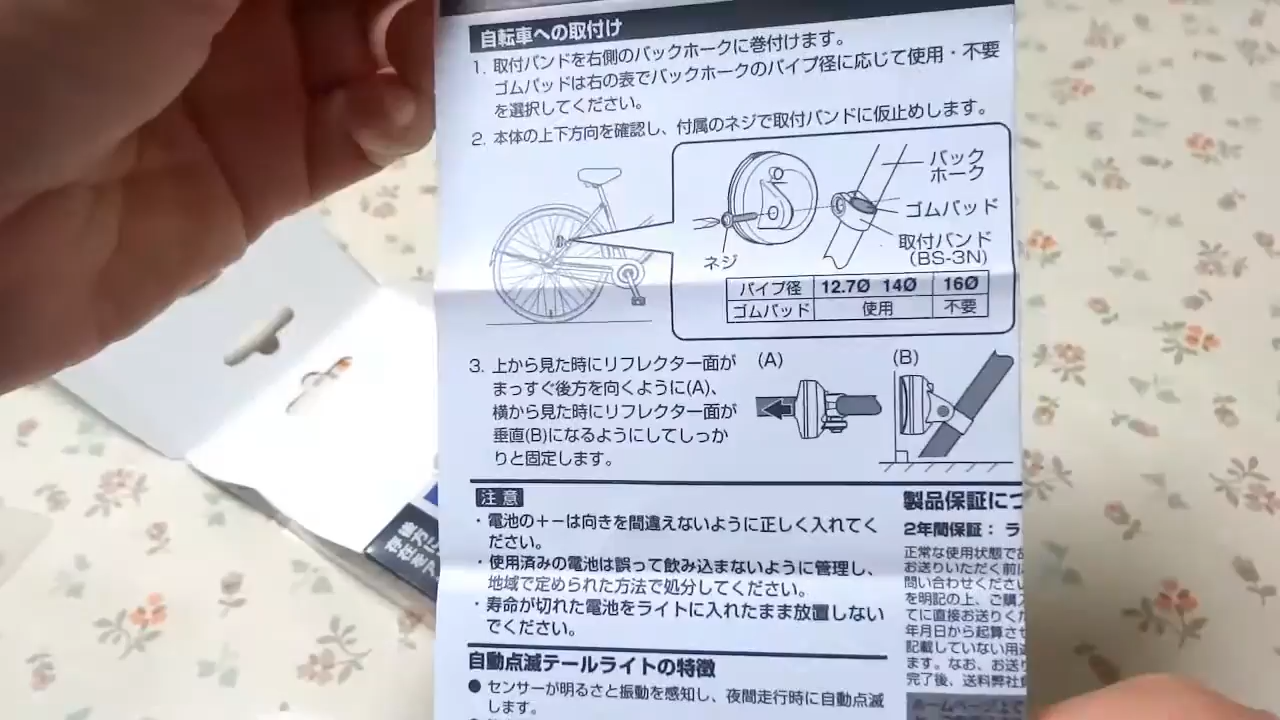 自転車への取付け
1. 取付バンドを右側のバックホークに巻付けます。
ゴムパッドは右の表でバックホークのパイプ径に応じて使用・不要
を選択してください。
2. 本体の上下方向を確認し、付属のネジで取付バンドに仮止めします。
バック
ホーク
ゴムパッド
取付バンド
(BS-3N)
ネジ
パイプ径 12.7Ø 14Ø 16Ø
ゴムパッド 使用 不要
3. 上から見た時にリフレクター面が
まっすぐ後方を向くように(A)、
横から見た時にリフレクター面が
垂直(B)になるようにしてしっか
りと固定します。
(A)
(B)
注意
・電池の＋－は向きを間違えないように正しく入れてく
ださい。
・使用済みの電池は誤って飲み込まないように管理し、
地域で定められた方法で処分してください。
・寿命が切れた電池をライトに入れたまま放置しない
でください。
自動点滅テールライトの特徴
● センサーが明るさと振動を感知し、夜間走行時に自動点滅
します。
製品保証につ
2年間保証： ラ
正常な使用状態で故
お送りいただく前に
問い合わせください
を明記の上、ご購入
てに直接お送りくだ
年月日から起算させ
記載していない用途
ます。なお、お送り
完了後、送料弊社負